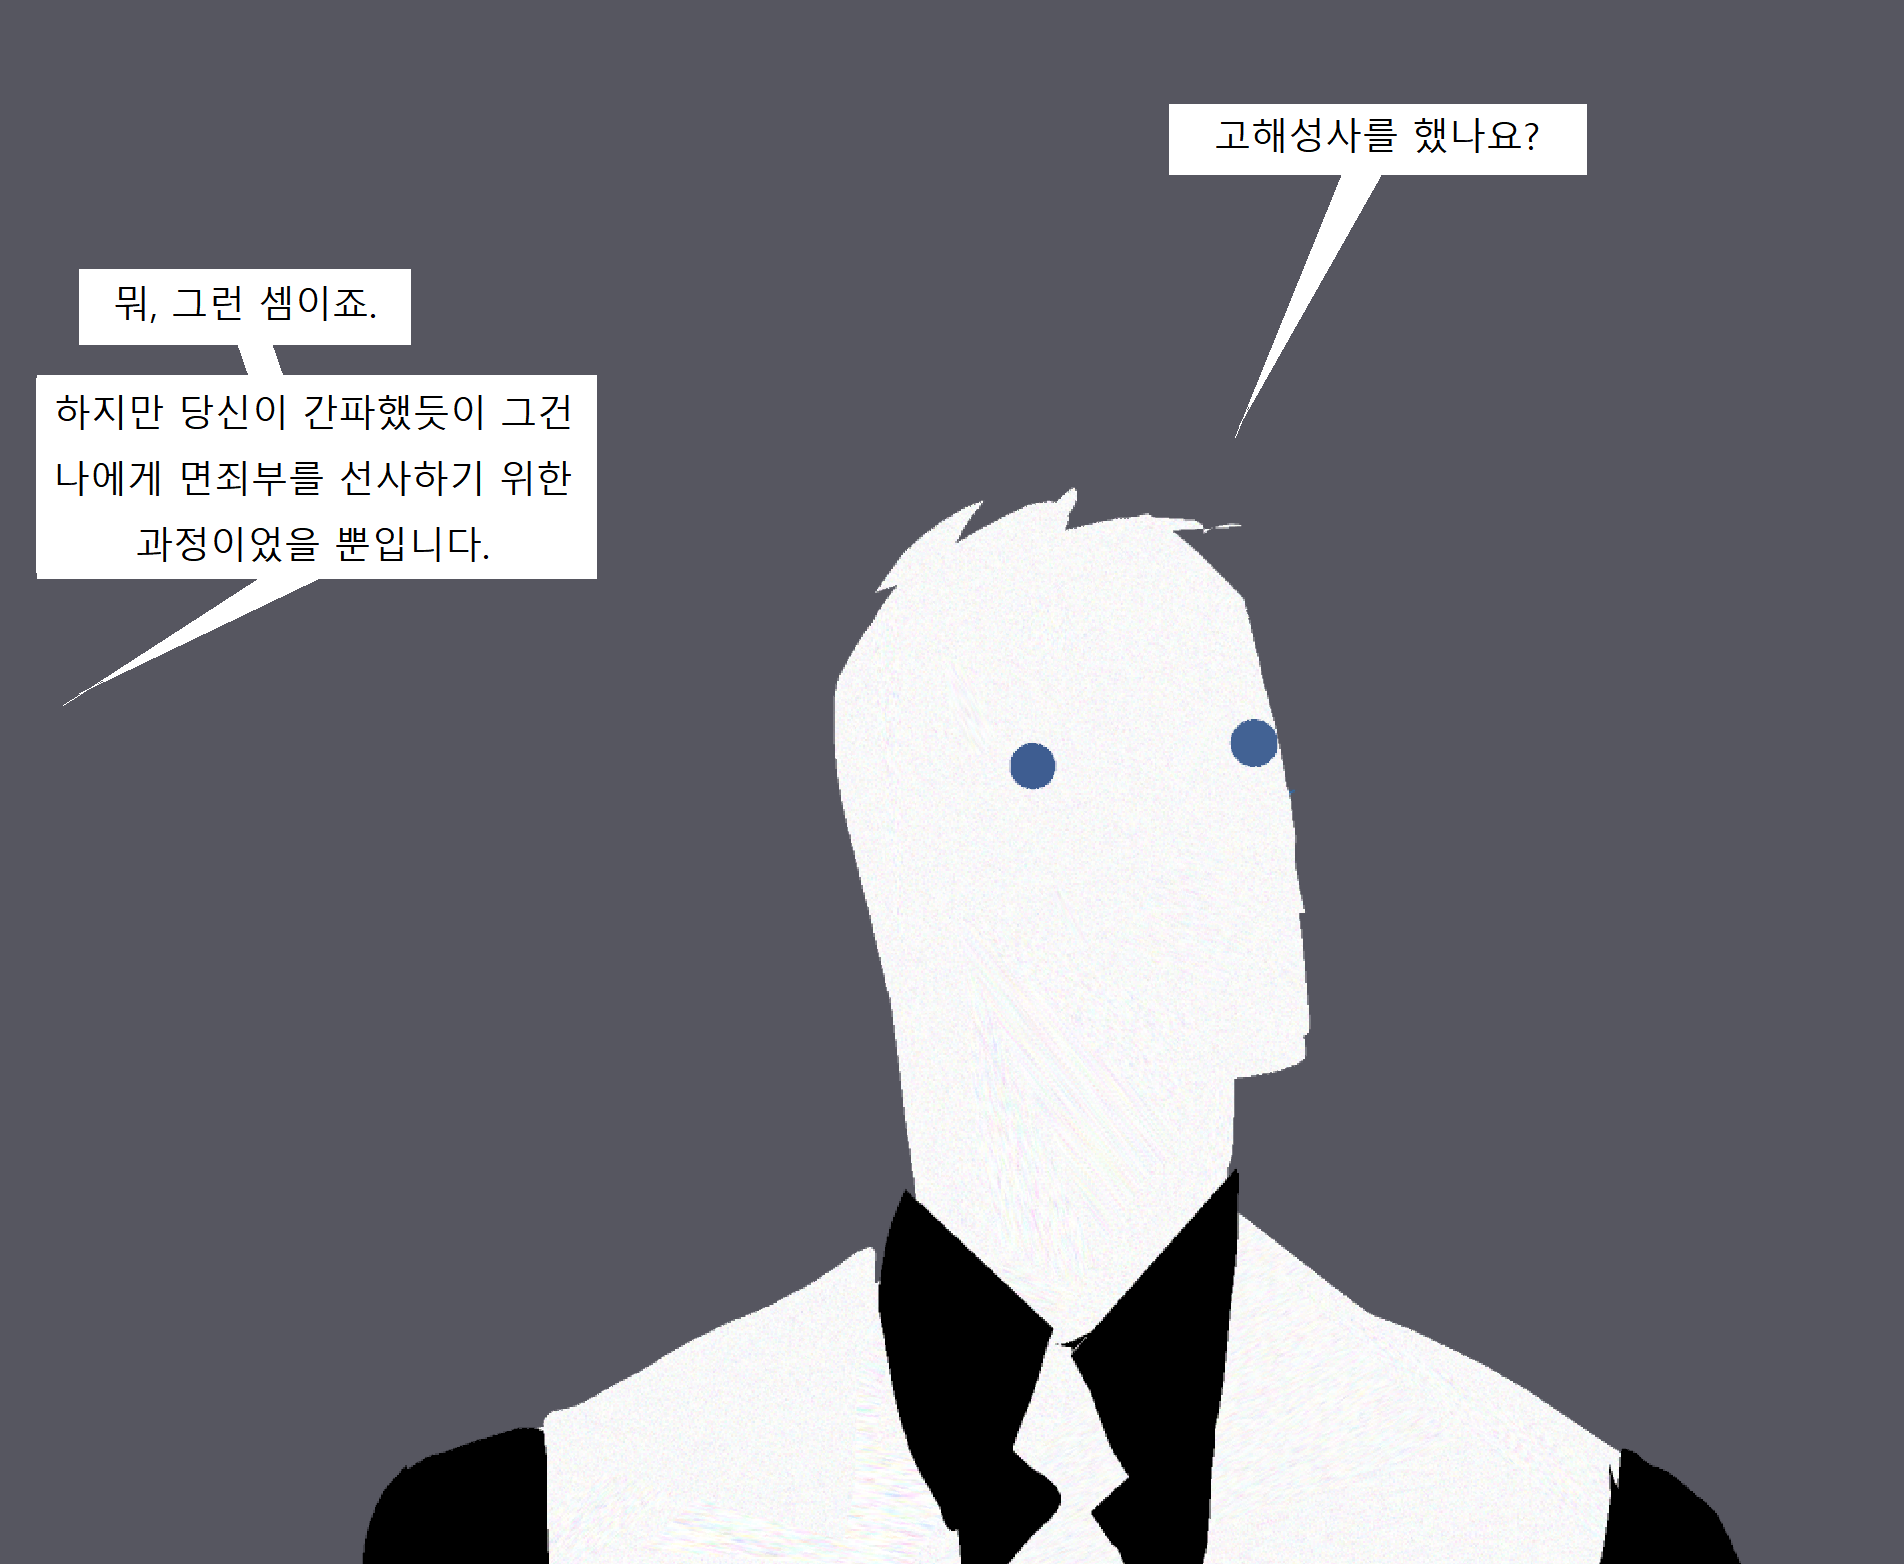 고해성사를 했나요?
뭐, 그런 셈이죠.
하지만 당신이 간파했듯이 그건
나에게 면죄부를 선사하기 위한
과정이었을 뿐입니다.